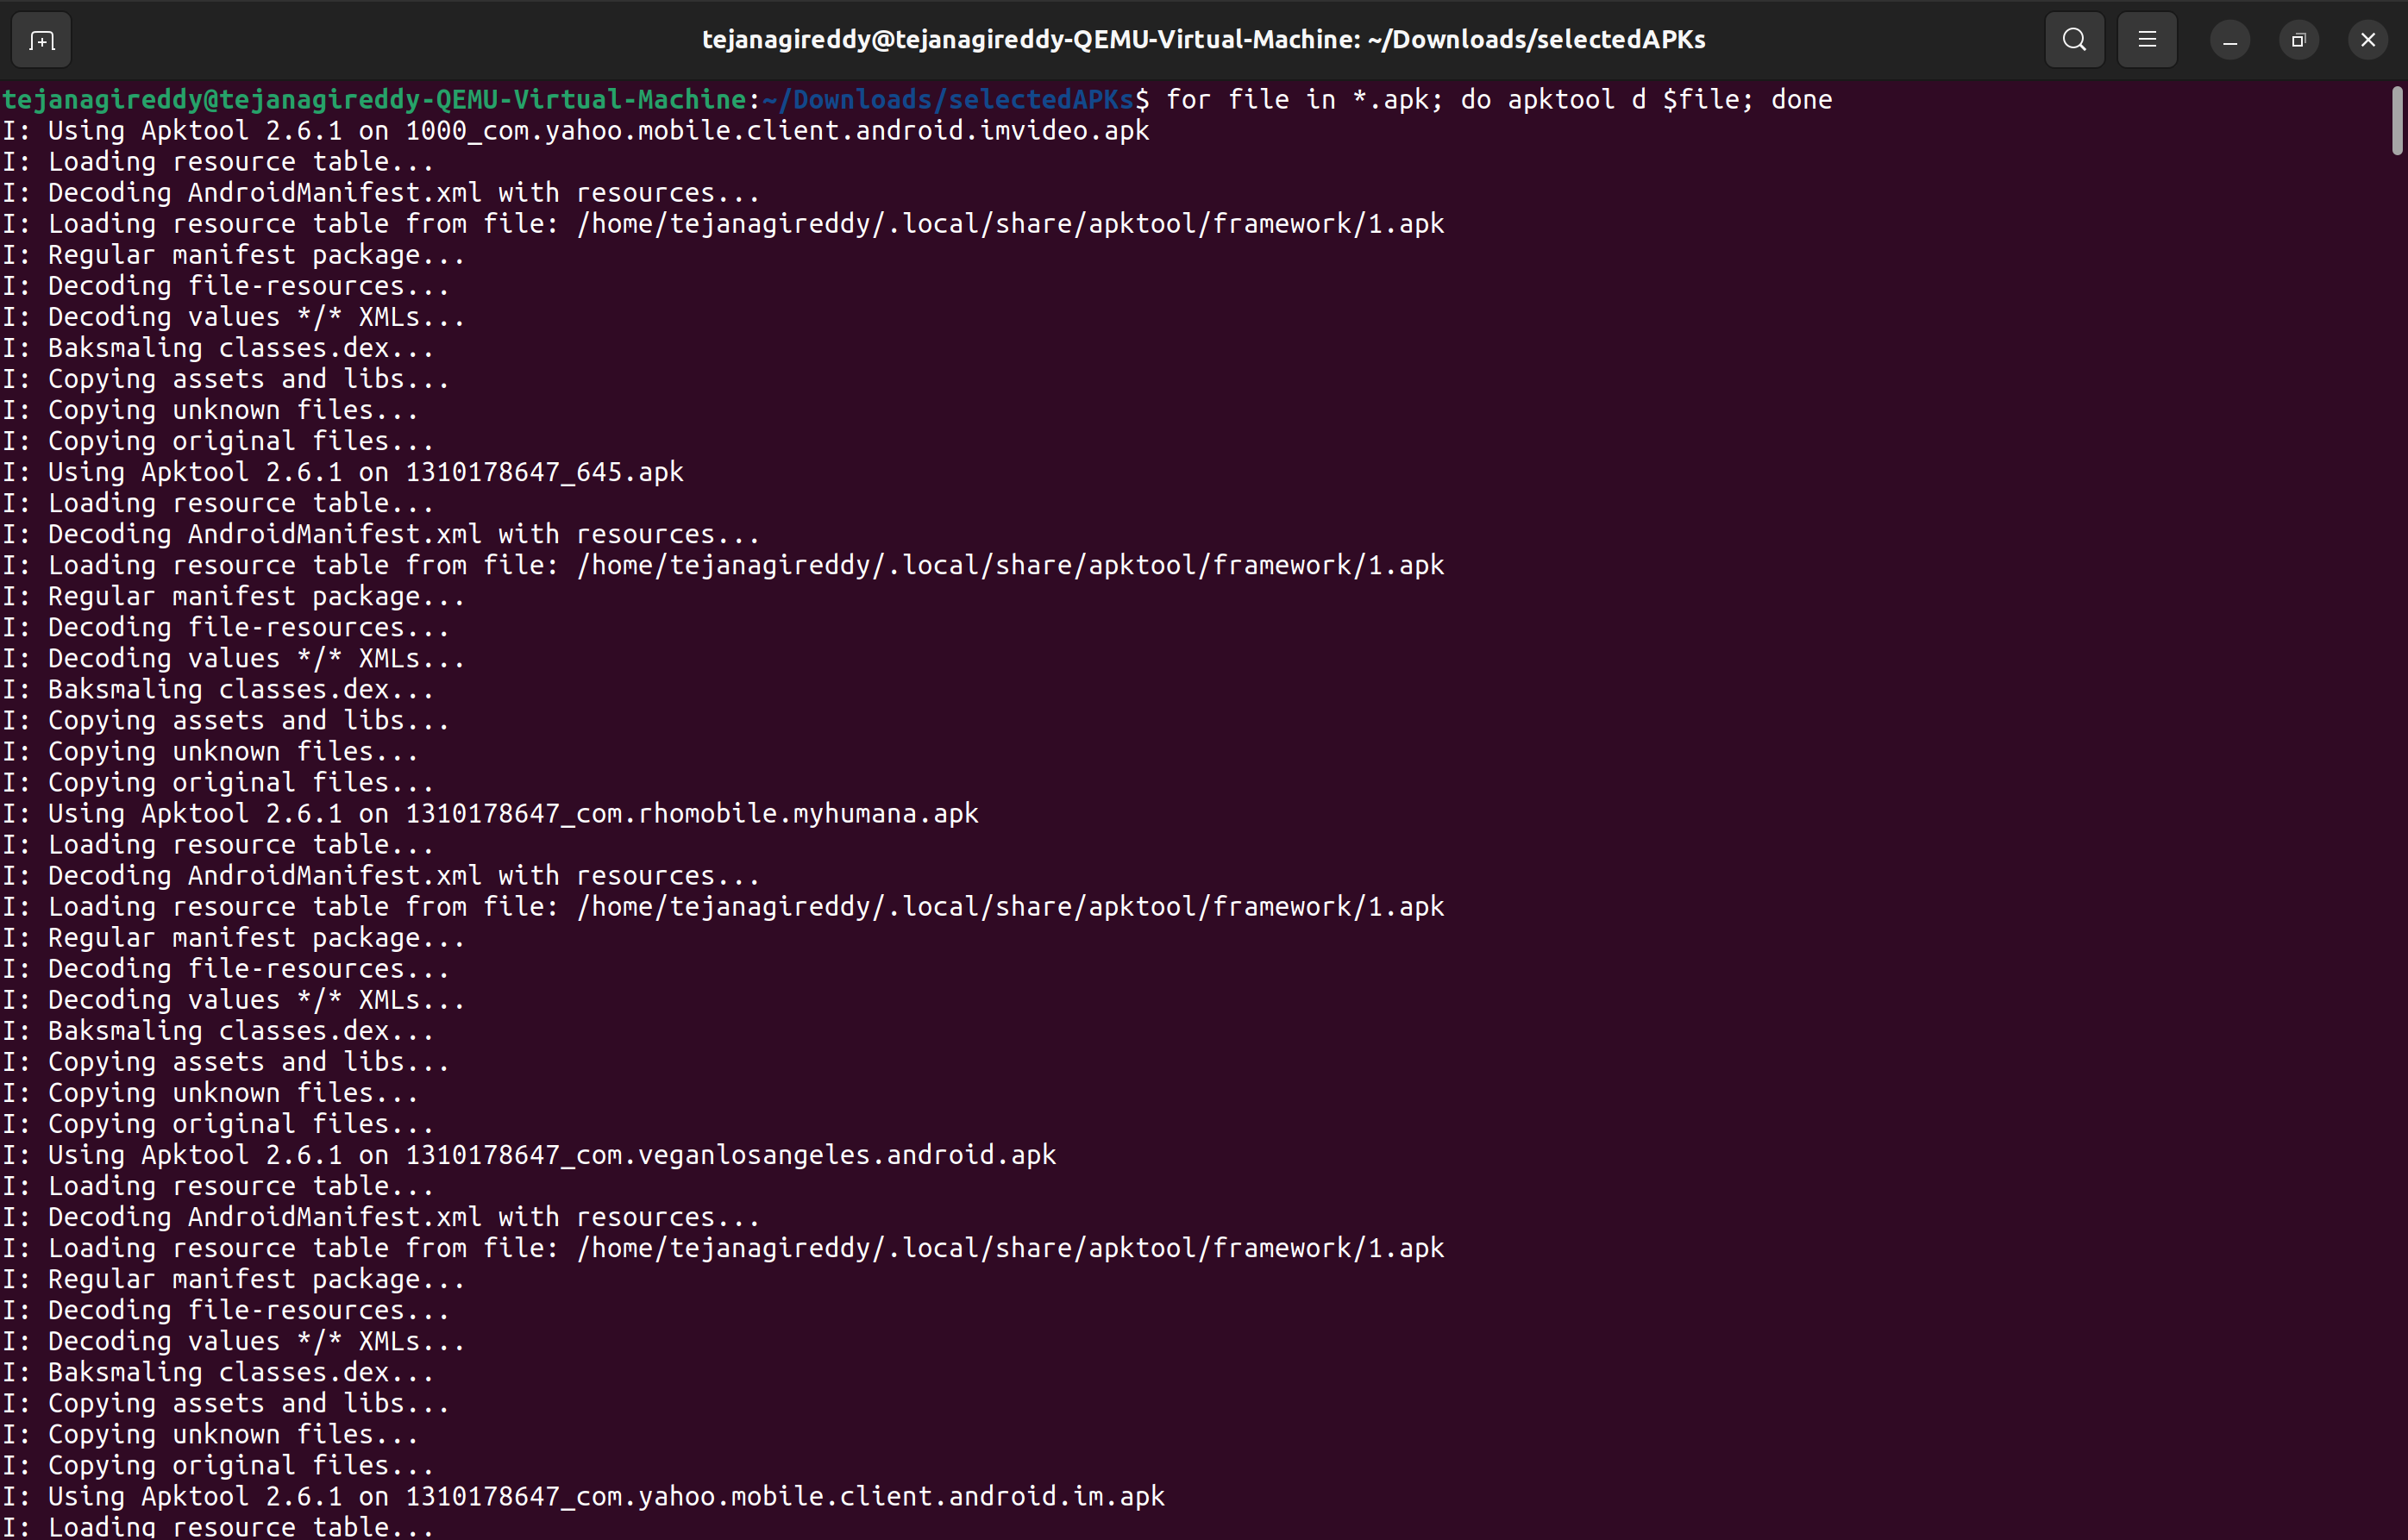 tejanagireddy@tejanagireddy-QEMU-Virtual-Machine: ~/Downloads/selectedAPKs
tejanagireddy@tejanagireddy-QEMU-Virtual-Machine:~/Downloads/selectedAPKs$ for file in *.apk; do apktool d $file; done
I: Using Apktool 2.6.1 on 1000_com.yahoo.mobile.client.android.imvideo.apk
I: Loading resource table...
I: Decoding AndroidManifest.xml with resources...
I: Loading resource table from file: /home/tejanagireddy/.local/share/apktool/framework/1.apk
I: Regular manifest package...
I: Decoding file-resources...
I: Decoding values */* XMLs...
I: Baksmaling classes.dex...
I: Copying assets and libs...
I: Copying unknown files...
I: Copying original files...
I: Using Apktool 2.6.1 on 1310178647_645.apk
I: Loading resource table...
I: Decoding AndroidManifest.xml with resources...
I: Loading resource table from file: /home/tejanagireddy/.local/share/apktool/framework/1.apk
I: Regular manifest package...
I: Decoding file-resources...
I: Decoding values */* XMLs...
I: Baksmaling classes.dex...
I: Copying assets and libs...
I: Copying unknown files...
I: Copying original files...
I: Using Apktool 2.6.1 on 1310178647_com.rhomobile.myhumana.apk
I: Loading resource table...
I: Decoding AndroidManifest.xml with resources...
I: Loading resource table from file: /home/tejanagireddy/.local/share/apktool/framework/1.apk
I: Regular manifest package...
I: Decoding file-resources...
I: Decoding values */* XMLs...
I: Baksmaling classes.dex...
I: Copying assets and libs...
I: Copying unknown files...
I: Copying original files...
I: Using Apktool 2.6.1 on 1310178647_com.veganlosangeles.android.apk
I: Loading resource table...
I: Decoding AndroidManifest.xml with resources...
I: Loading resource table from file: /home/tejanagireddy/.local/share/apktool/framework/1.apk
I: Regular manifest package...
I: Decoding file-resources...
I: Decoding values */* XMLs...
I: Baksmaling classes.dex...
I: Copying assets and libs...
I: Copying unknown files...
I: Copying original files...
I: Using Apktool 2.6.1 on 1310178647_com.yahoo.mobile.client.android.im.apk
I: Loading resource table...